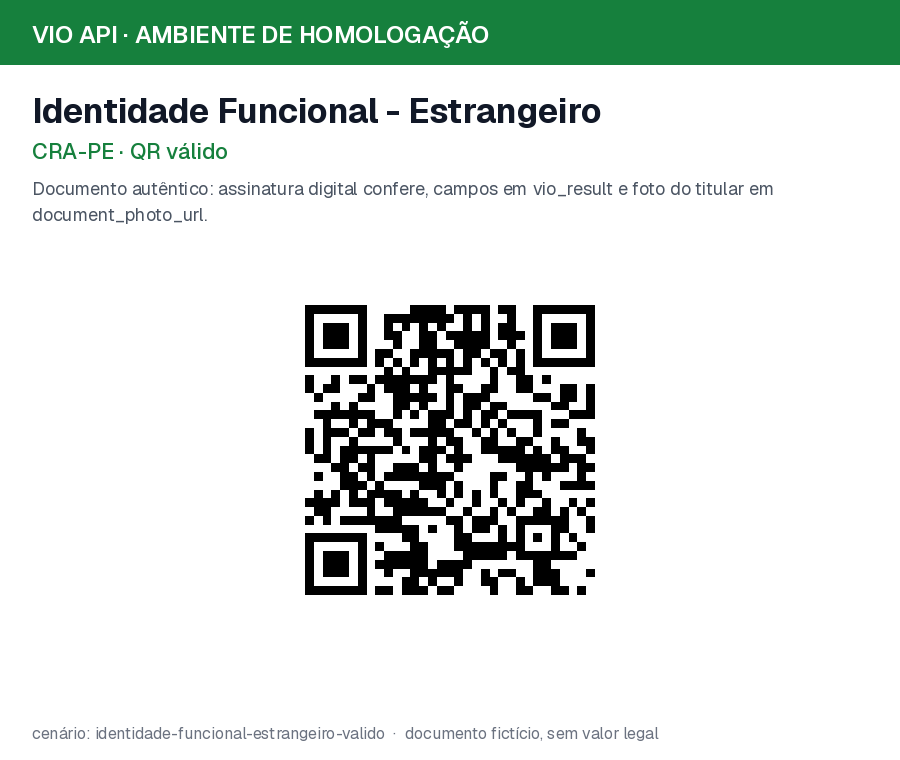 VIO API · AMBIENTE DE HOMOLOGAÇÃO
Identidade Funcional - Estrangeiro
CRA-PE · QR válido
Documento autêntico: assinatura digital confere, campos em vio_result e foto do titular em
document_photo_url.
cenário: identidade-funcional-estrangeiro-valido · documento fictício, sem valor legal